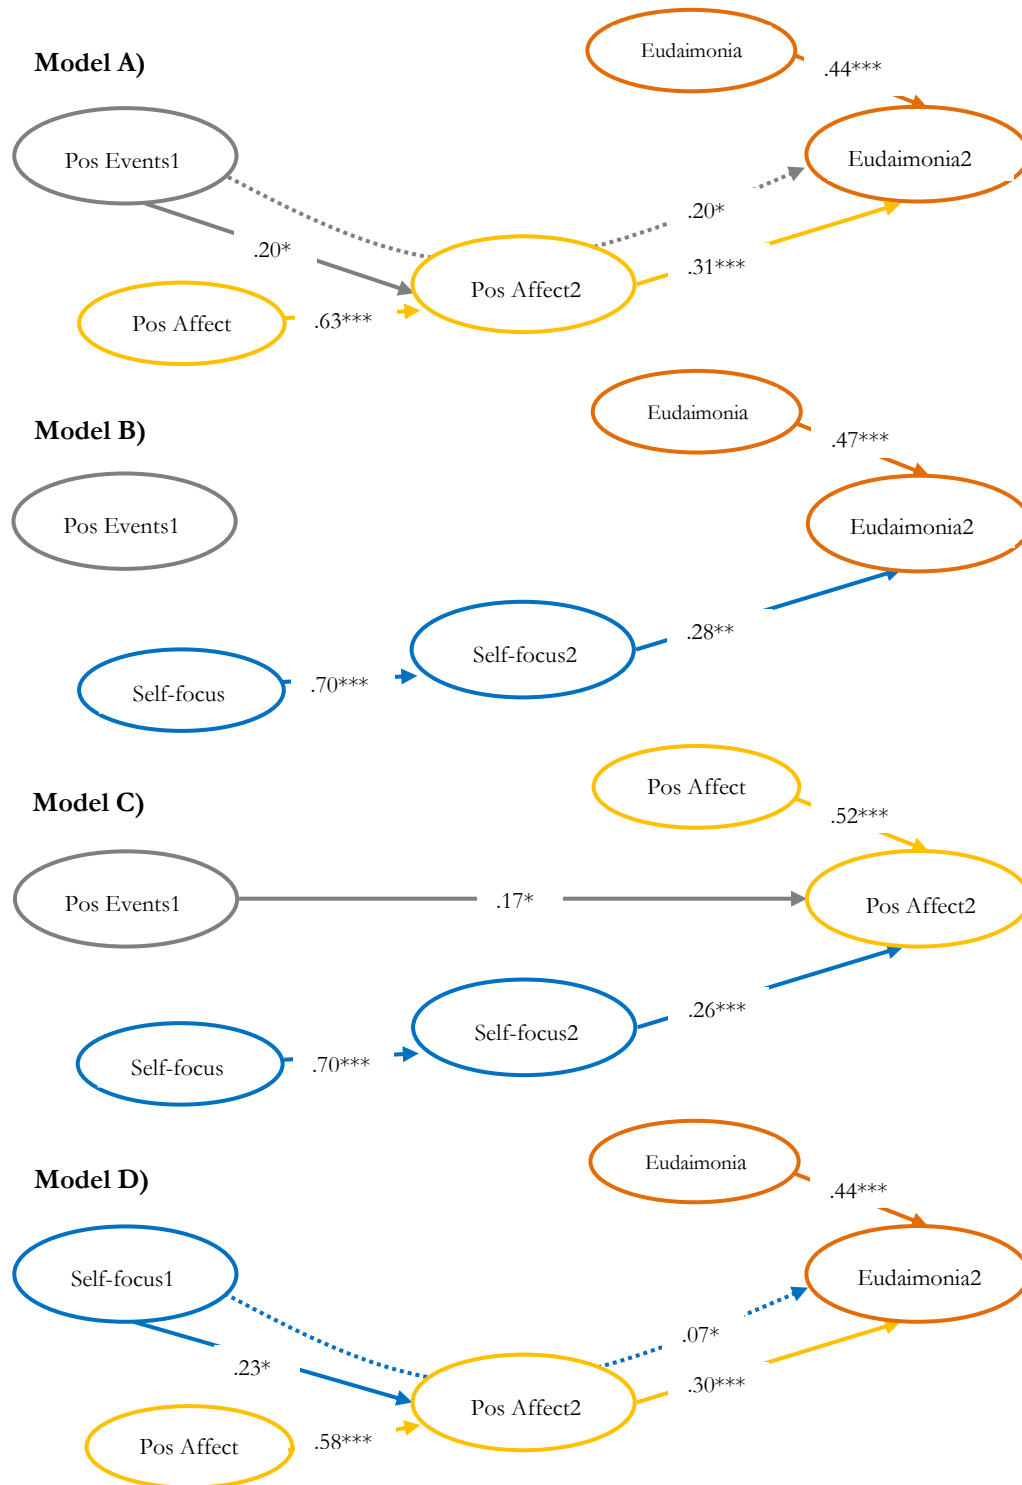 Eudaimonia
Model A)
.44***
Pos Events1
Eudaimonia2
.20*
.20*
.31***
Pos Affect2
Pos Affect
.63***
Eudaimonia
Model B)
.47***
Pos Events1
Eudaimonia2
.28**
Self-focus2
Self-focus
.70***
Pos Affect
Model C)
.52***
Pos Events1
.17*
Pos Affect2
.26***
Self-focus2
Self-focus
.70***
Eudaimonia
Model D)
.44***
Self-focus1
Eudaimonia2
.07*
.23*
.30***
Pos Affect2
Pos Affect
.58***